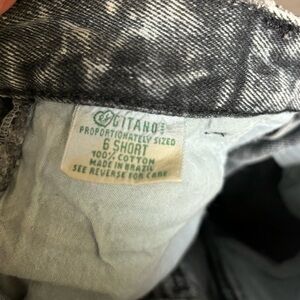 GITANO
PROPORTIONATELY SIZED
6 SHORT
100% COTTON
MADE IN BRAZIL
SEE REVERSE FOR CARE